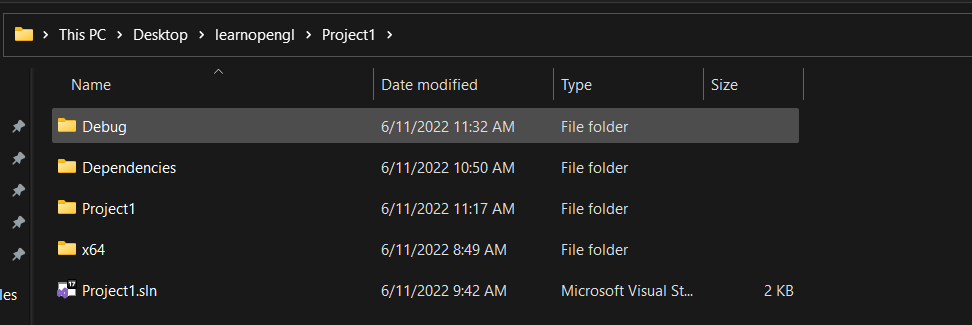 This PC > Desktop > learnopengl > Project1 >
Name Date modified Type Size
Debug 6/11/2022 11:32 AM File folder
Dependencies 6/11/2022 10:50 AM File folder
Project1 6/11/2022 11:17 AM File folder
x64 6/11/2022 8:49 AM File folder
Project1.sln 6/11/2022 9:42 AM Microsoft Visual St... 2 KB
les